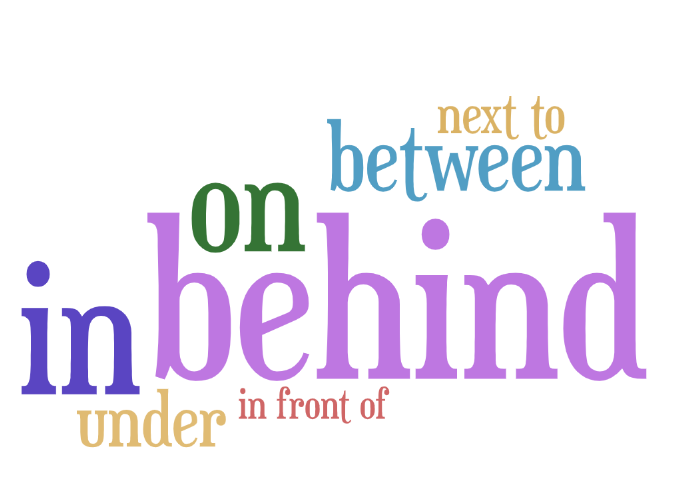 next to
between
on
behind
in
under
in front of